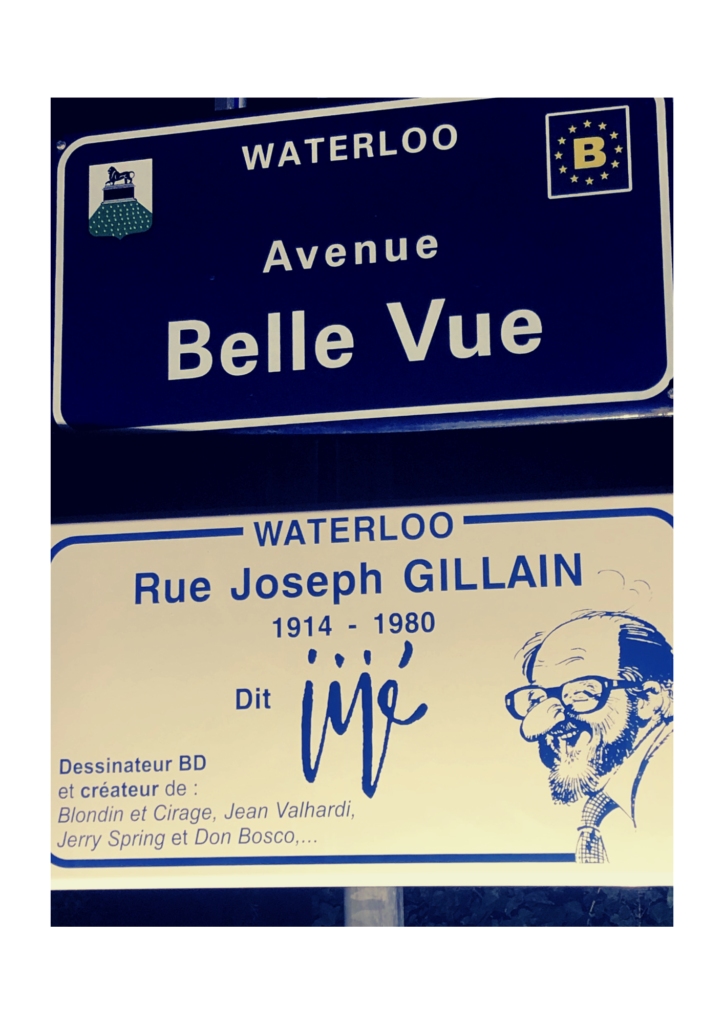 WATERLOO
B
Avenue
Belle Vue
WATERLOO
Rue Joseph GILLAIN
1914 - 1980
Dit jijé
Dessinateur BD
et créateur de :
Blondin et Cirage, Jean Valhardi,
Jerry Spring et Don Bosco,...